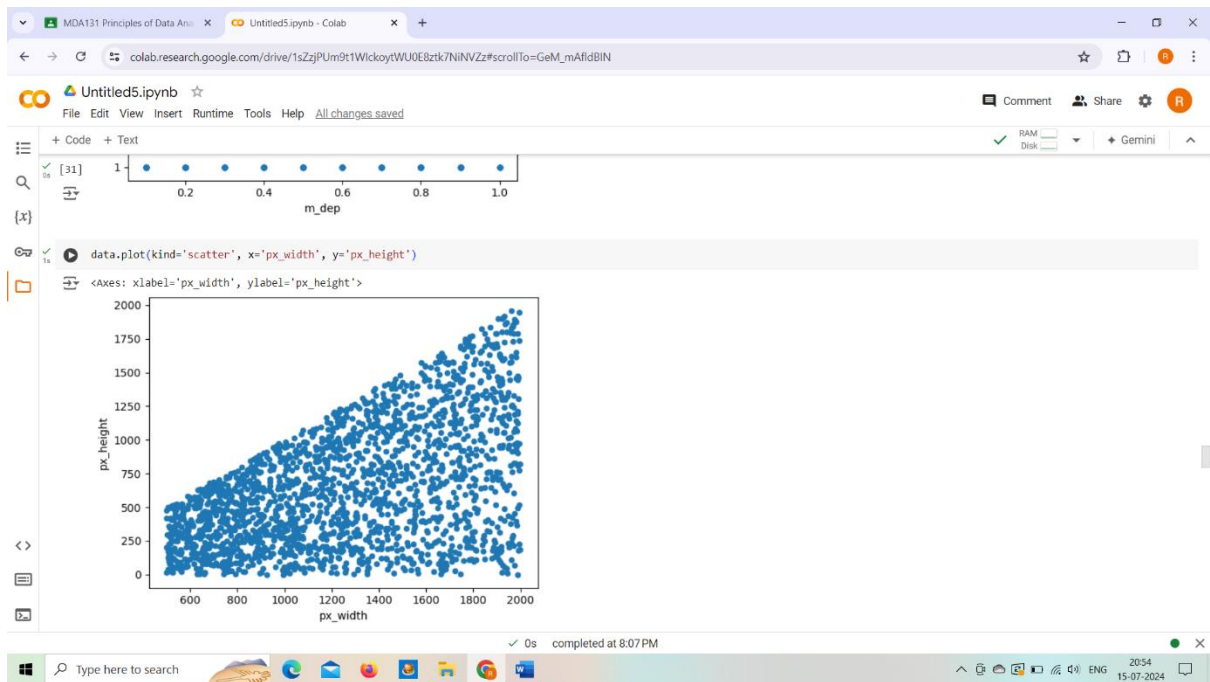 MDA131 Principles of Data Ana
Untitled5.ipynb - Colab
colab.research.google.com/drive/1sZzjPUm9t1WlckoytWU0E8ztk7NiNVZz#scrollTo=GeM_mAfldBIN
R
CO
Untitled5.ipynb
File Edit View Insert Runtime Tools Help All changes saved
Comment
Share
R
+ Code + Text
RAM
Disk
Gemini
[31]
0s
1
0.2 0.4 0.6 0.8 1.0
m_dep
{x}
1s
data.plot(kind='scatter', x='px_width', y='px_height')
<Axes: xlabel='px_width', ylabel='px_height'>
2000
1750
1500
1250
1000
750
500
250
0
px_height
600 800 1000 1200 1400 1600 1800 2000
px_width
0s completed at 8:07 PM
Type here to search
ENG
20:54
15-07-2024